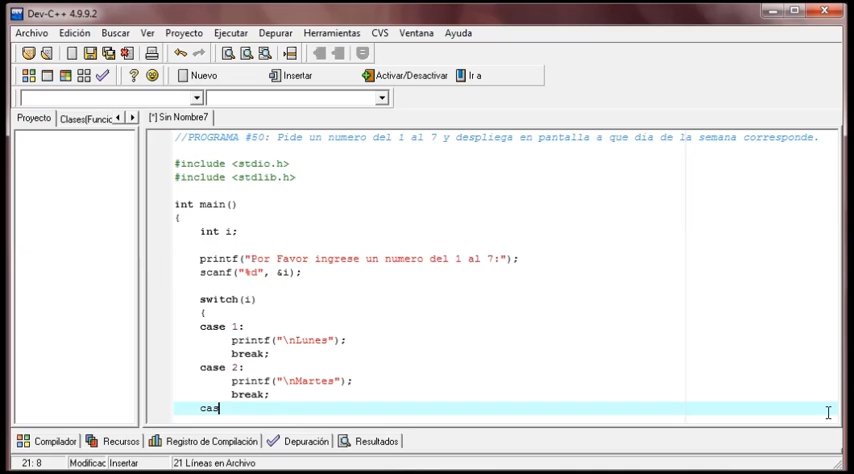 Dev-C++ 4.9.9.2
Archivo Edición Buscar Ver Proyecto Ejecutar Depurar Herramientas CVS Ventana Ayuda
Nuevo Insertar Activar/Desactivar Ir a
Proyecto Clases(Funcio [*] Sin Nombre7
//PROGRAMA #50: Pide un numero del 1 al 7 y despliega en pantalla a que dia de la semana corresponde.
#include <stdio.h>
#include <stdlib.h>
int main()
{
int i;
printf("Por Favor ingrese un numero del 1 al 7:");
scanf("%d", &i);
switch(i)
{
case 1:
printf("\nLunes");
break;
case 2:
printf("\nMartes");
break;
cas
Compilador Recursos Registro de Compilación Depuración Resultados
21: 8 Modificac Insertar 21 Líneas en Archivo